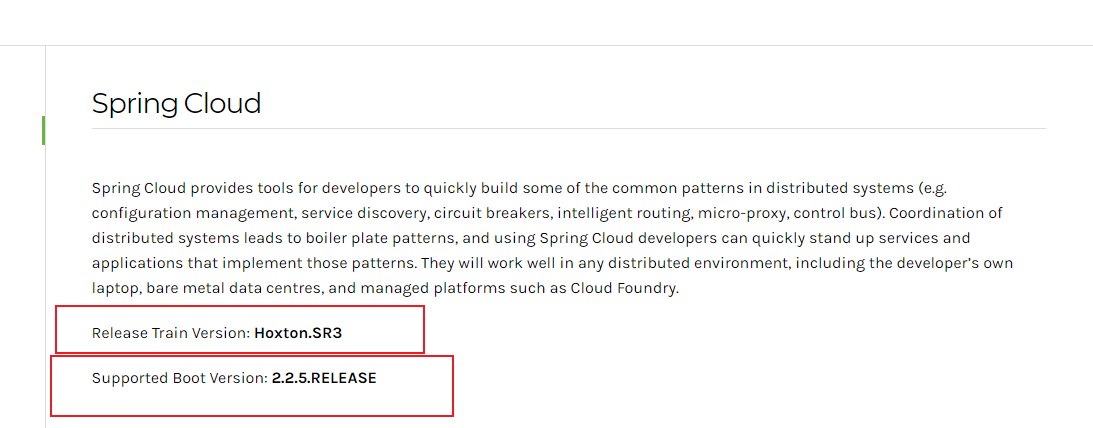 Spring Cloud
Spring Cloud provides tools for developers to quickly build some of the common patterns in distributed systems (e.g.
configuration management, service discovery, circuit breakers, intelligent routing, micro-proxy, control bus). Coordination of
distributed systems leads to boiler plate patterns, and using Spring Cloud developers can quickly stand up services and
applications that implement those patterns. They will work well in any distributed environment, including the developer’s own
laptop, bare metal data centres, and managed platforms such as Cloud Foundry.
Release Train Version: Hoxton.SR3
Supported Boot Version: 2.2.5.RELEASE